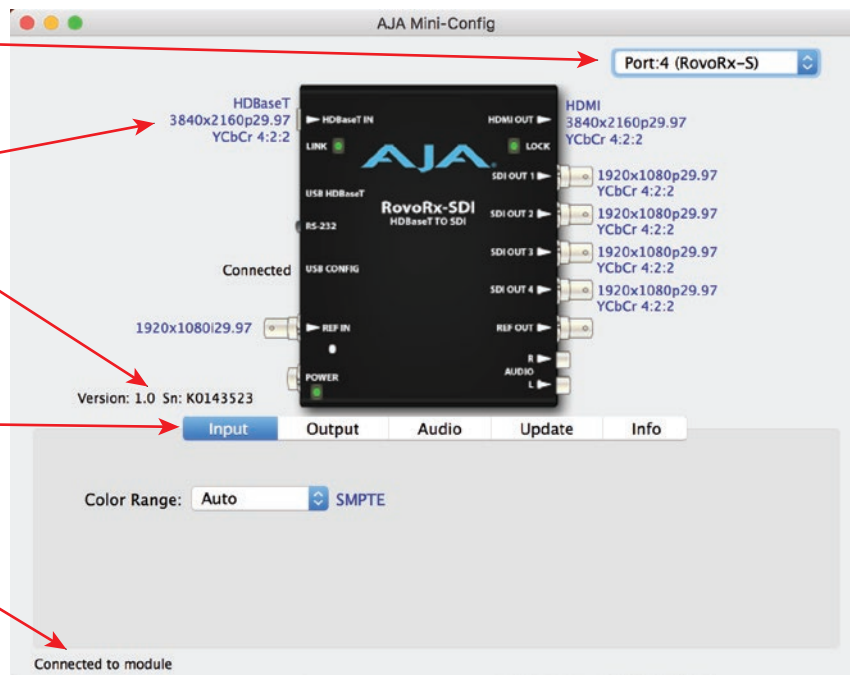 AJA Mini-Config
Port:4 (RovoRx-S)
HDBaseT
3840x2160p29.97
YCbCr 4:2:2
HDMI
3840x2160p29.97
YCbCr 4:2:2
HDBaseT IN
HDMI OUT
LINK
LOCK
AJA
SDI OUT 1
1920x1080p29.97
YCbCr 4:2:2
USB HDBaseT
RovoRx-SDI
HDBaseT TO SDI
SDI OUT 2
1920x1080p29.97
YCbCr 4:2:2
RS-232
SDI OUT 3
1920x1080p29.97
YCbCr 4:2:2
Connected
USB CONFIG
SDI OUT 4
1920x1080p29.97
YCbCr 4:2:2
1920x1080i29.97
REF IN
REF OUT
R
AUDIO
L
POWER
Version: 1.0 Sn: K0143523
Input Output Audio Update Info
Color Range: Auto SMPTE
Connected to module